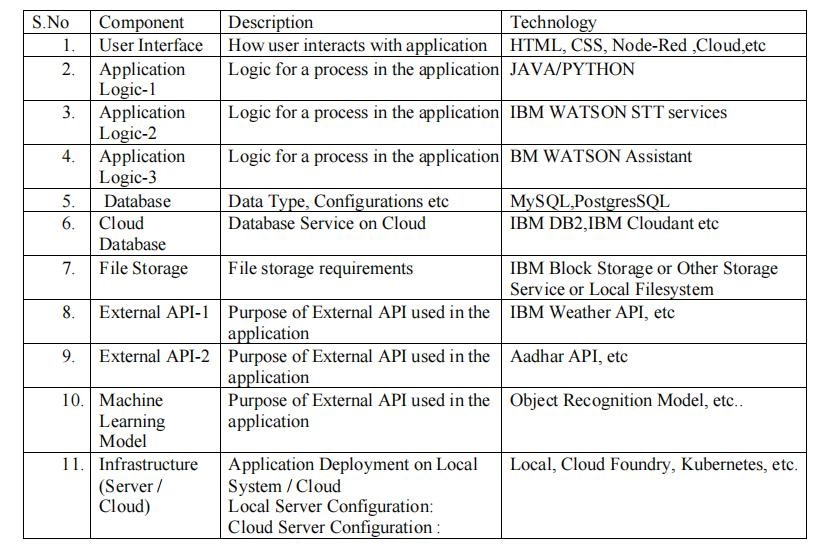 S.No Component Description Technology
1. User Interface How user interacts with application HTML, CSS, Node-Red ,Cloud,etc
2. Application Logic for a process in the application JAVA/PYTHON
Logic-1
3. Application Logic for a process in the application IBM WATSON STT services
Logic-2
4. Application Logic for a process in the application BM WATSON Assistant
Logic-3
5. Database Data Type, Configurations etc MySQL,PostgresSQL
6. Cloud Database Service on Cloud IBM DB2,IBM Cloudant etc
Database
7. File Storage File storage requirements IBM Block Storage or Other Storage
Service or Local Filesystem
8. External API-1 Purpose of External API used in the IBM Weather API, etc
application
9. External API-2 Purpose of External API used in the Aadhar API, etc
application
10. Machine Purpose of External API used in the Object Recognition Model, etc..
Learning application
Model
11. Infrastructure Application Deployment on Local Local, Cloud Foundry, Kubernetes, etc.
(Server / System / Cloud
Cloud) Local Server Configuration:
Cloud Server Configuration :